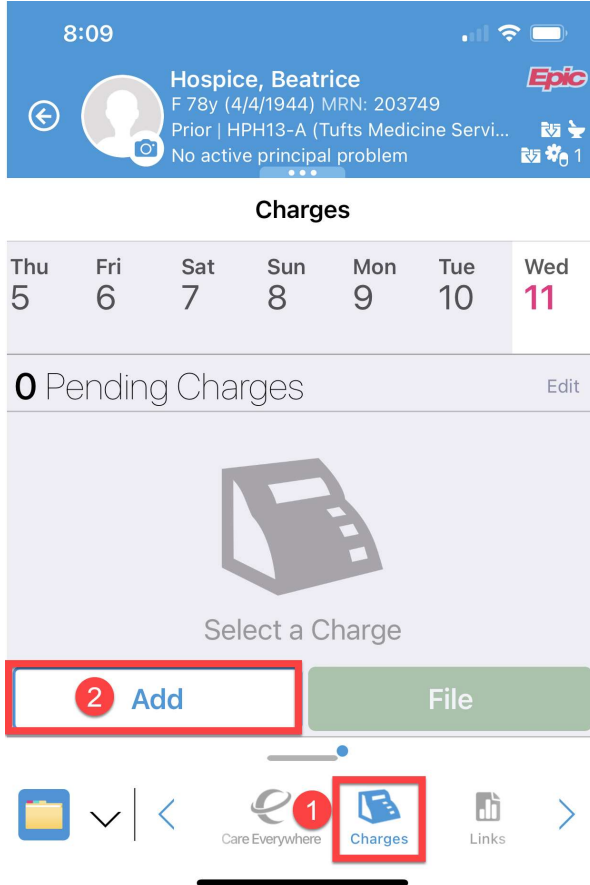 8:09
Hospice, Beatrice
Epic
F 78y (4/4/1944) MRN: 203749
Prior | HPH13-A (Tufts Medicine Servi...
No active principal problem
1
Charges
Thu Fri Sat Sun Mon Tue Wed
5 6 7 8 9 10 11
0 Pending Charges Edit
Select a Charge
2 Add File
1
Care Everywhere Charges Links